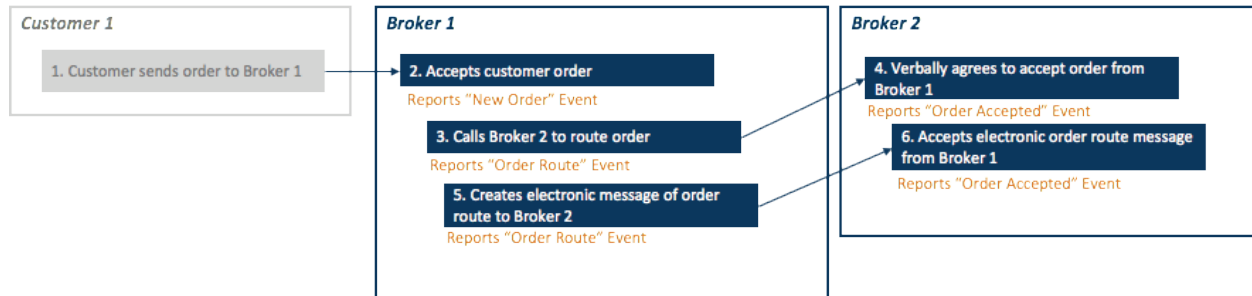 Customer 1
1. Customer sends order to Broker 1
Broker 1
2. Accepts customer order
Reports “New Order” Event
3. Calls Broker 2 to route order
Reports “Order Route” Event
5. Creates electronic message of order
route to Broker 2
Reports “Order Route” Event
Broker 2
4. Verbally agrees to accept order from
Broker 1
Reports “Order Accepted” Event
6. Accepts electronic order route message
from Broker 1
Reports “Order Accepted” Event